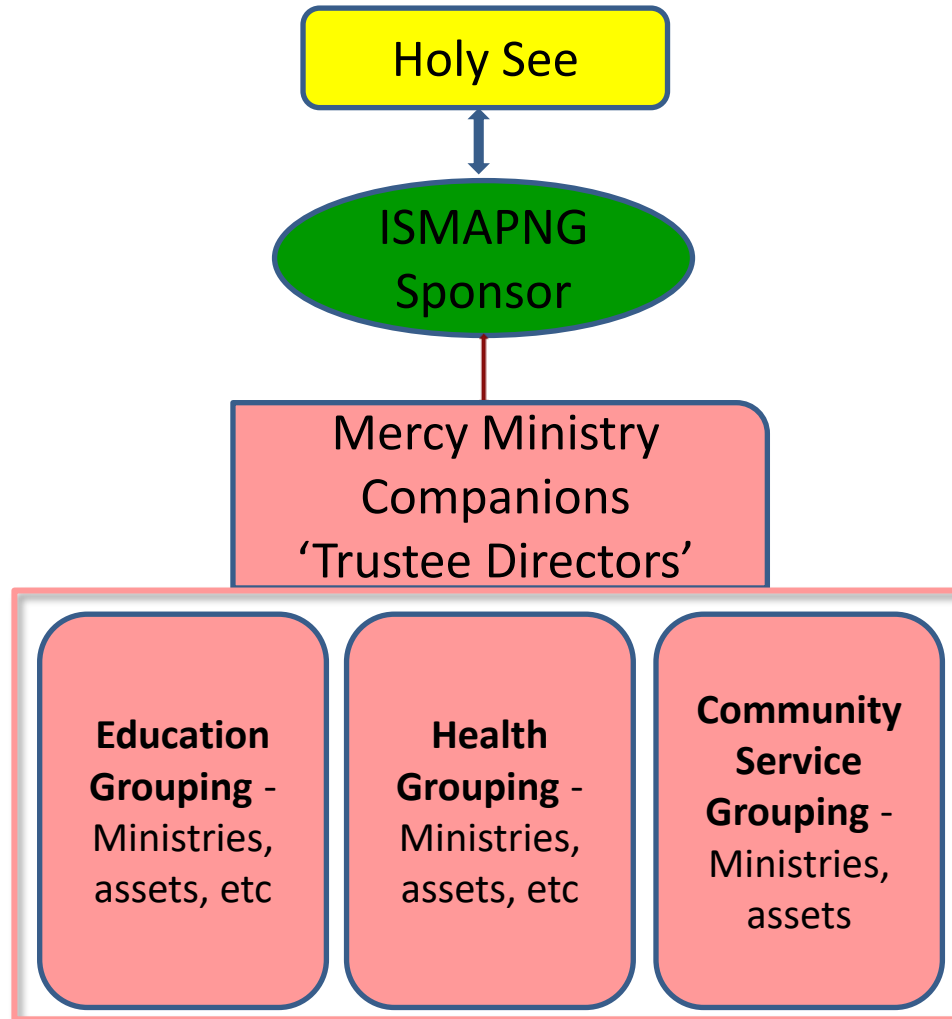 Holy See
ISMAPNG
Sponsor
Mercy Ministry
Companions
‘Trustee Directors’
Education
Grouping -
Ministries,
assets, etc
Health
Grouping -
Ministries,
assets, etc
Community
Service
Grouping -
Ministries,
assets